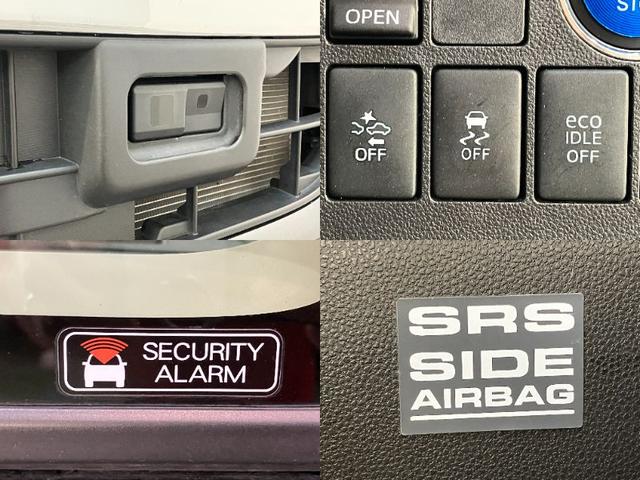 OPEN
OFF
OFF
eco
IDLE
OFF
SECURITY
ALARM
SRS
SIDE
AIRBAG